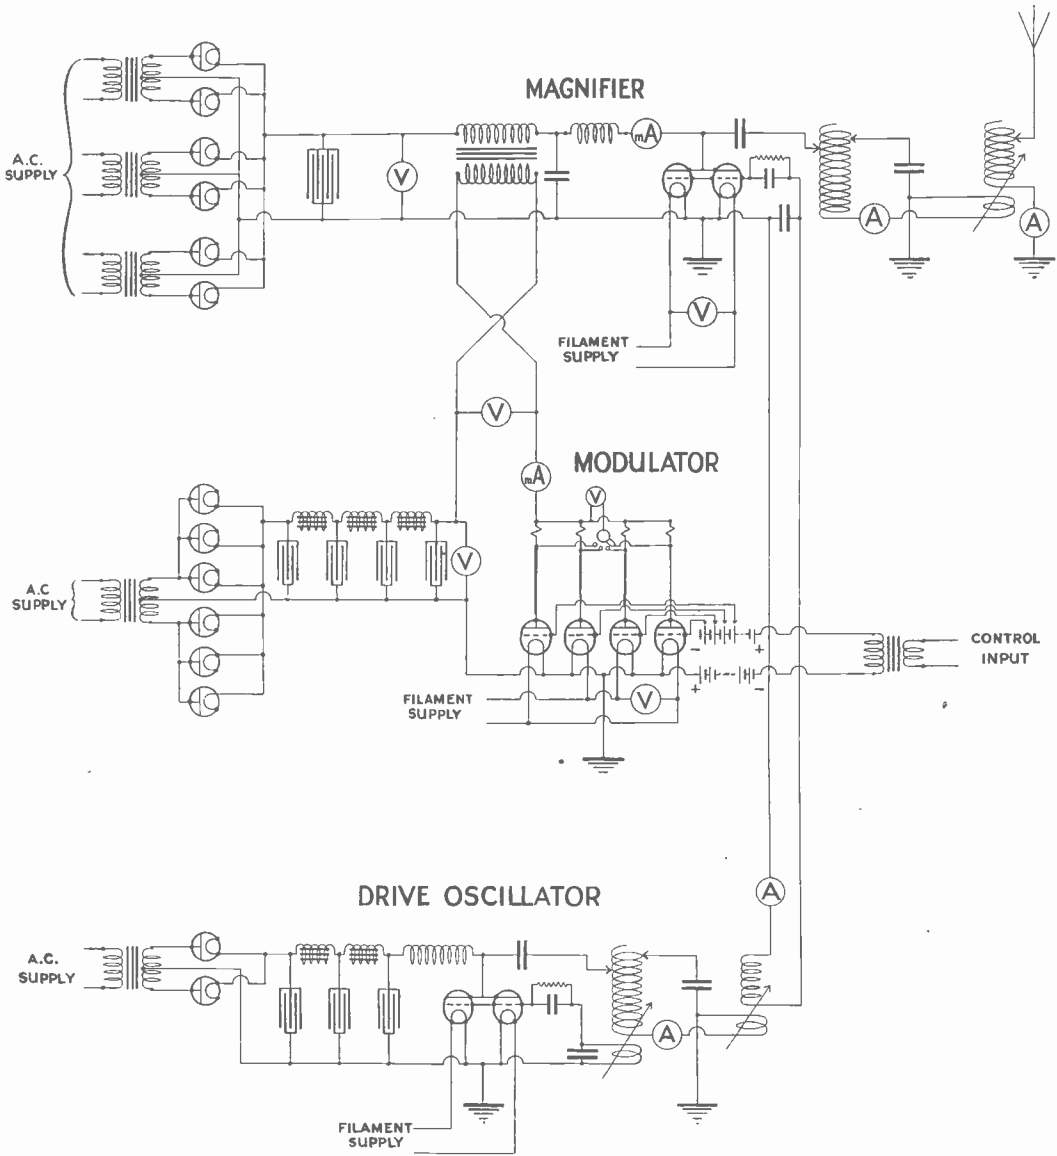 MAGNIFIER
A.C.
SUPPLY
mA
V
A
A
V
FILAMENT
SUPPLY
V
MODULATOR
mA
V
V
A.C
SUPPLY
− +
CONTROL
INPUT
+ −
FILAMENT
SUPPLY
V
DRIVE OSCILLATOR
A
A.C.
SUPPLY
A
FILAMENT
SUPPLY